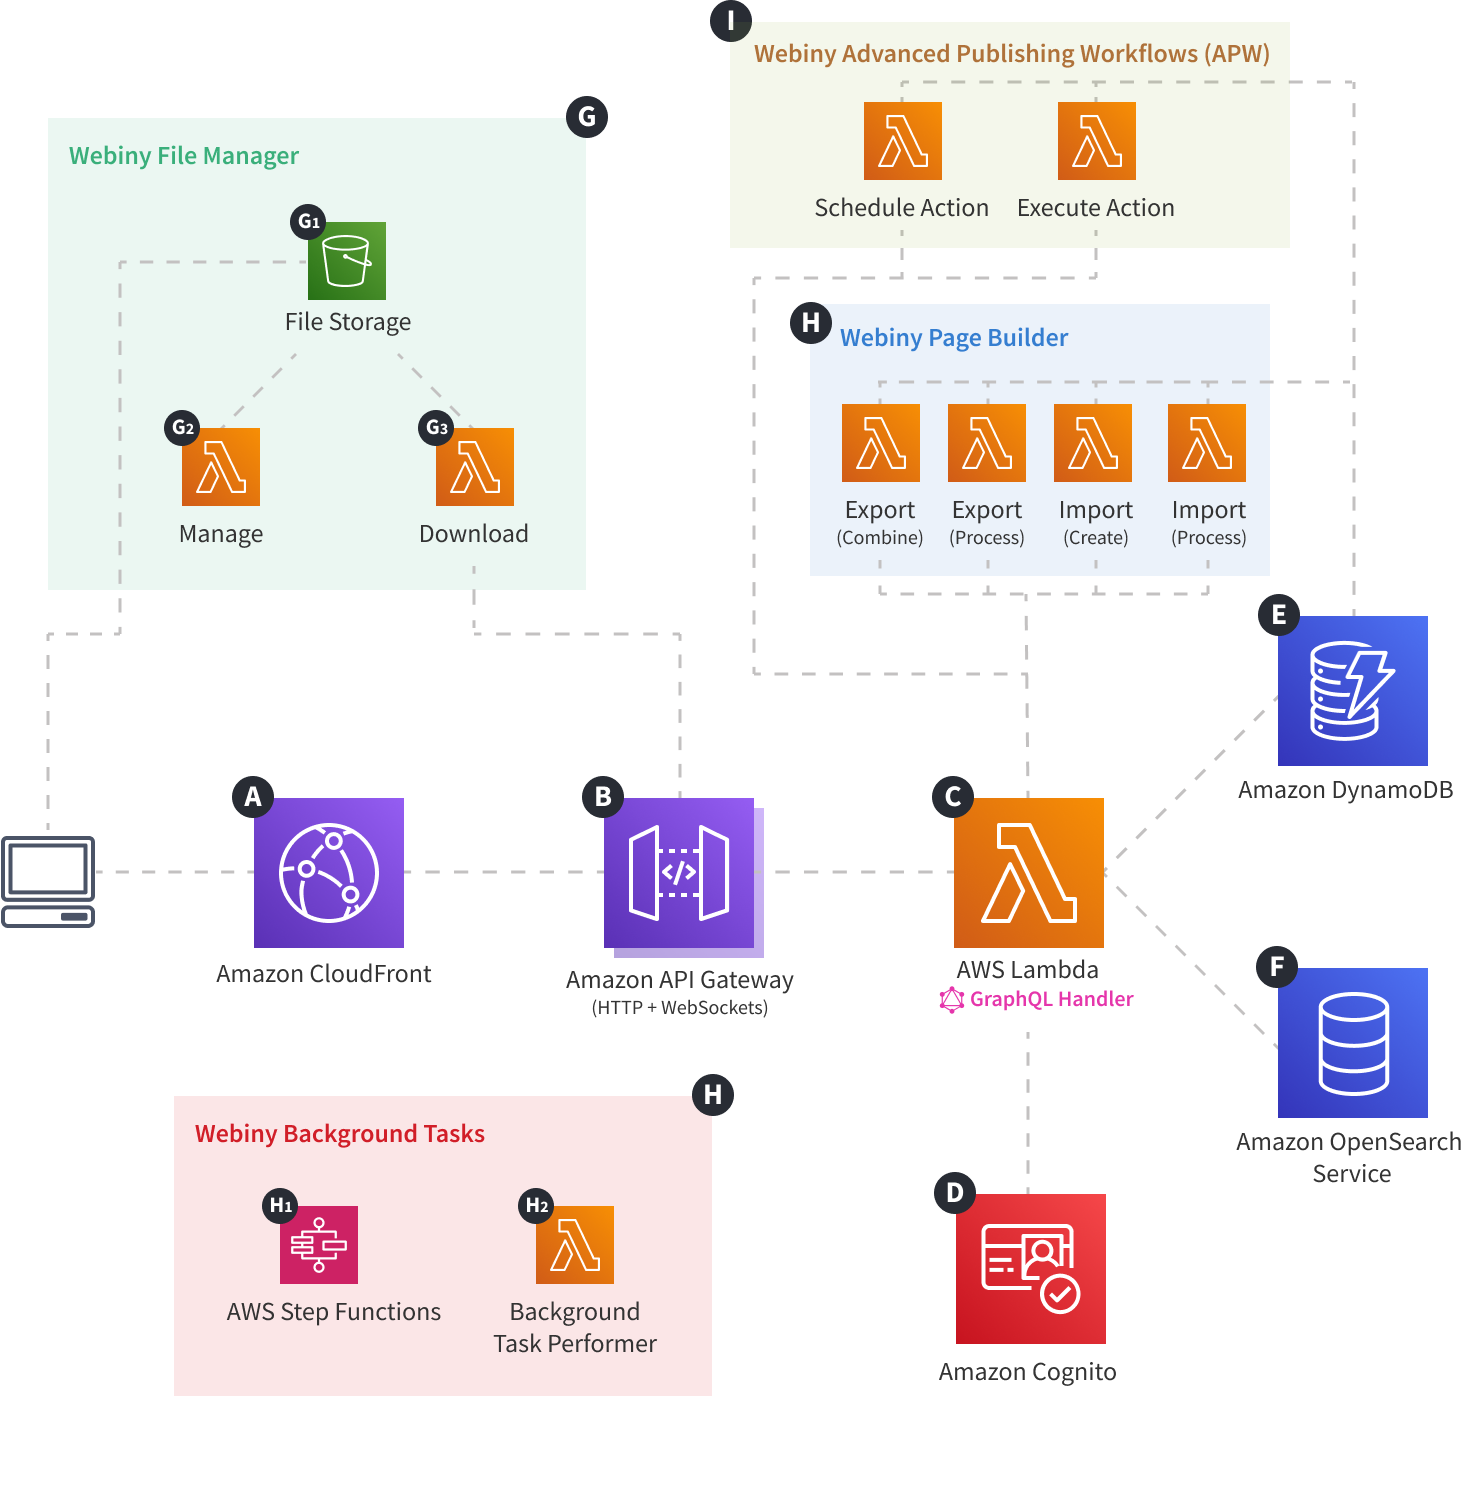 I
Webiny Advanced Publishing Workflows (APW)
Schedule Action
Execute Action
G
Webiny File Manager
G1
File Storage
G2
Manage
G3
Download
H
Webiny Page Builder
Export
(Combine)
Export
(Process)
Import
(Create)
Import
(Process)
E
Amazon DynamoDB
A
Amazon CloudFront
B
</>
Amazon API Gateway
(HTTP + WebSockets)
C
AWS Lambda
GraphQL Handler
F
Amazon OpenSearch
Service
H
Webiny Background Tasks
H1
AWS Step Functions
H2
Background
Task Performer
D
Amazon Cognito